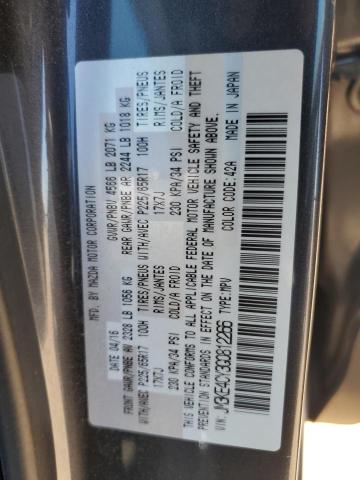 MFD. BY MAZDA MOTOR CORPORATION
DATE 04/16 GVWR/PNBV 4566 LB 2071 KG
FRONT GAWR/PNBE AV 2328 LB 1056 KG REAR GAWR/PNBE AR 2244 LB 1018 KG
WITH/AVEC P225/65R17 100H TIRES/PNEUS WITH/AVEC P225/65R17 100H TIRES/PNEUS
17X7J RIMS/JANTES 17X7J RIMS/JANTES
230 KPA/34 PSI COLD/A FROID 230 KPA/34 PSI COLD/A FROID
THIS VEHICLE CONFORMS TO ALL APPLICABLE FEDERAL MOTOR VEHICLE SAFETY AND THEFT
PREVENTION STANDARDS IN EFFECT ON THE DATE OF MANUFACTURE SHOWN ABOVE.
VIN: TYPE:MPV COLOR CODE:42A MADE IN JAPAN